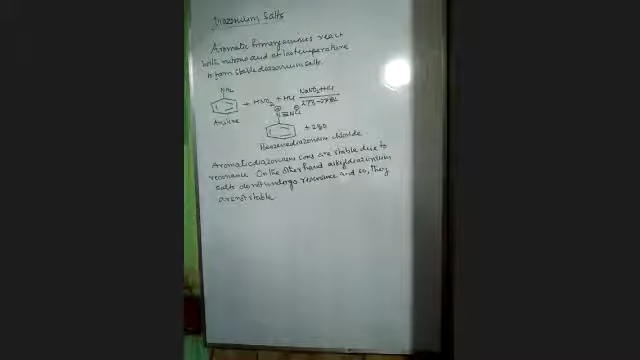 Diazonium Salts
Aromatic Primary amines react
with nitrous acid at low temperature
to form stable diazonium salts.
NH2
+ HNO2 + HCl NaNO2+HCl
273-278K
Aniline
N≡NCl
+ 2H2O
Benzenediazonium chloride
Aromatic diazonium ions are stable due to
resonance. On the other hand alkyldiazonium
salts do not undergo resonance and so, they
are not stable